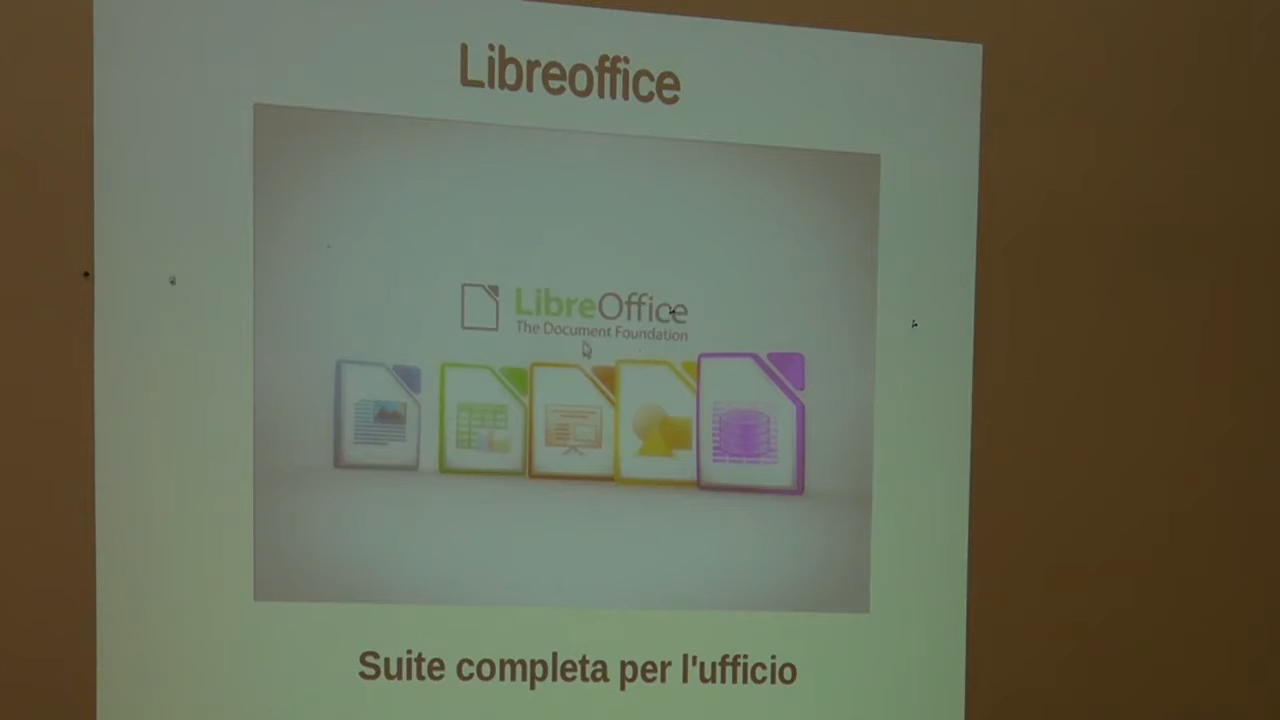 Libreoffice
LibreOffice
The Document Foundation
Suite completa per l'ufficio